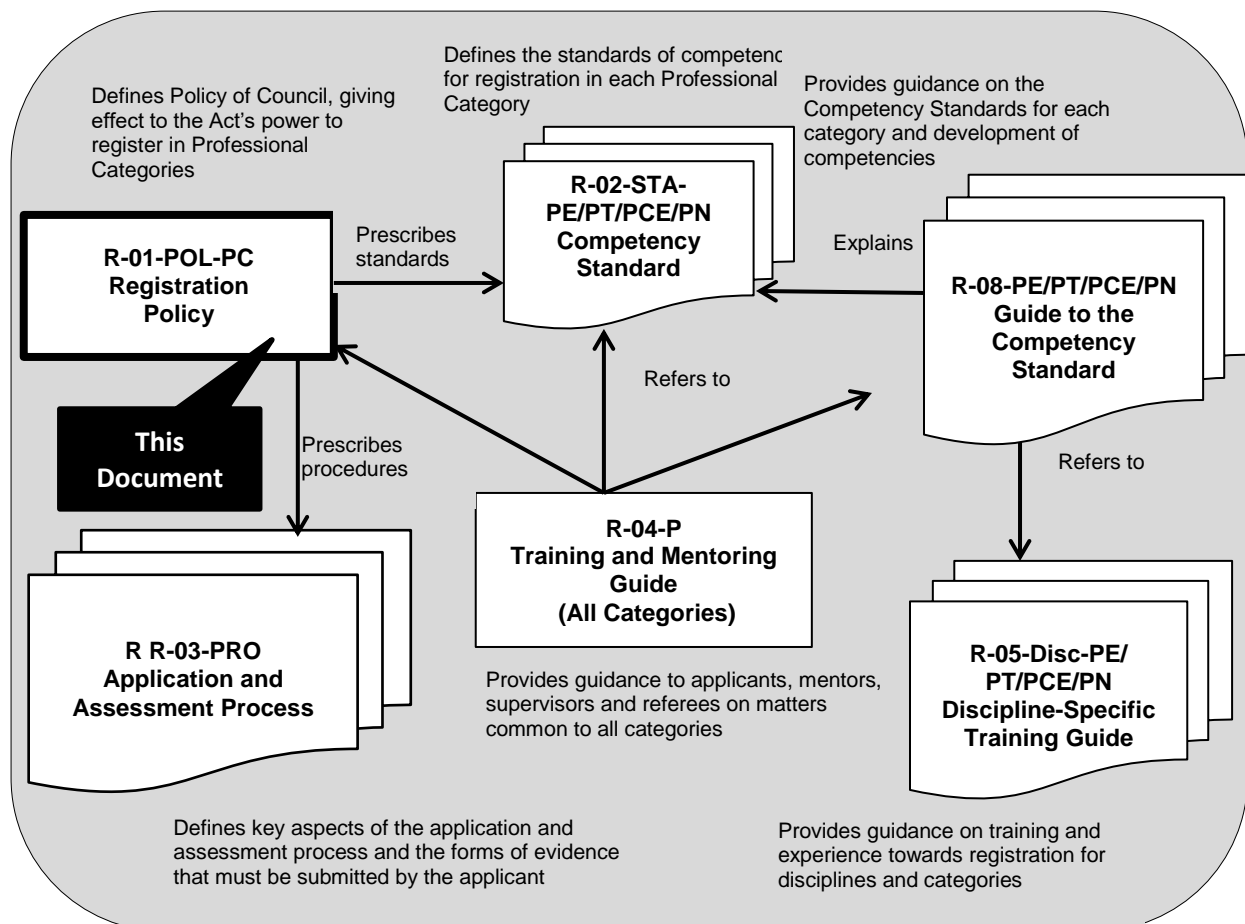 Defines the standards of competenc
for registration in each Professional
Category
Defines Policy of Council, giving
effect to the Act's power to
register in Professional
Categories
Provides guidance on the
Competency Standards for each
category and development of
competencies
R-01-POL-PC
Registration
Policy
Prescribes
standards
R-02-STA-
PE/PT/PCE/PN
Competency
Standard
Explains
R-08-PE/PT/PCE/PN
Guide to the
Competency
Standard
This
Document
Prescribes
procedures
Refers to
Refers to
R R-03-PRO
Application and
Assessment Process
R-04-P
Training and Mentoring
Guide
(All Categories)
Provides guidance to applicants, mentors,
supervisors and referees on matters
common to all categories
R-05-Disc-PE/
PT/PCE/PN
Discipline-Specific
Training Guide
Defines key aspects of the application and
assessment process and the forms of evidence
that must be submitted by the applicant
Provides guidance on training and
experience towards registration for
disciplines and categories